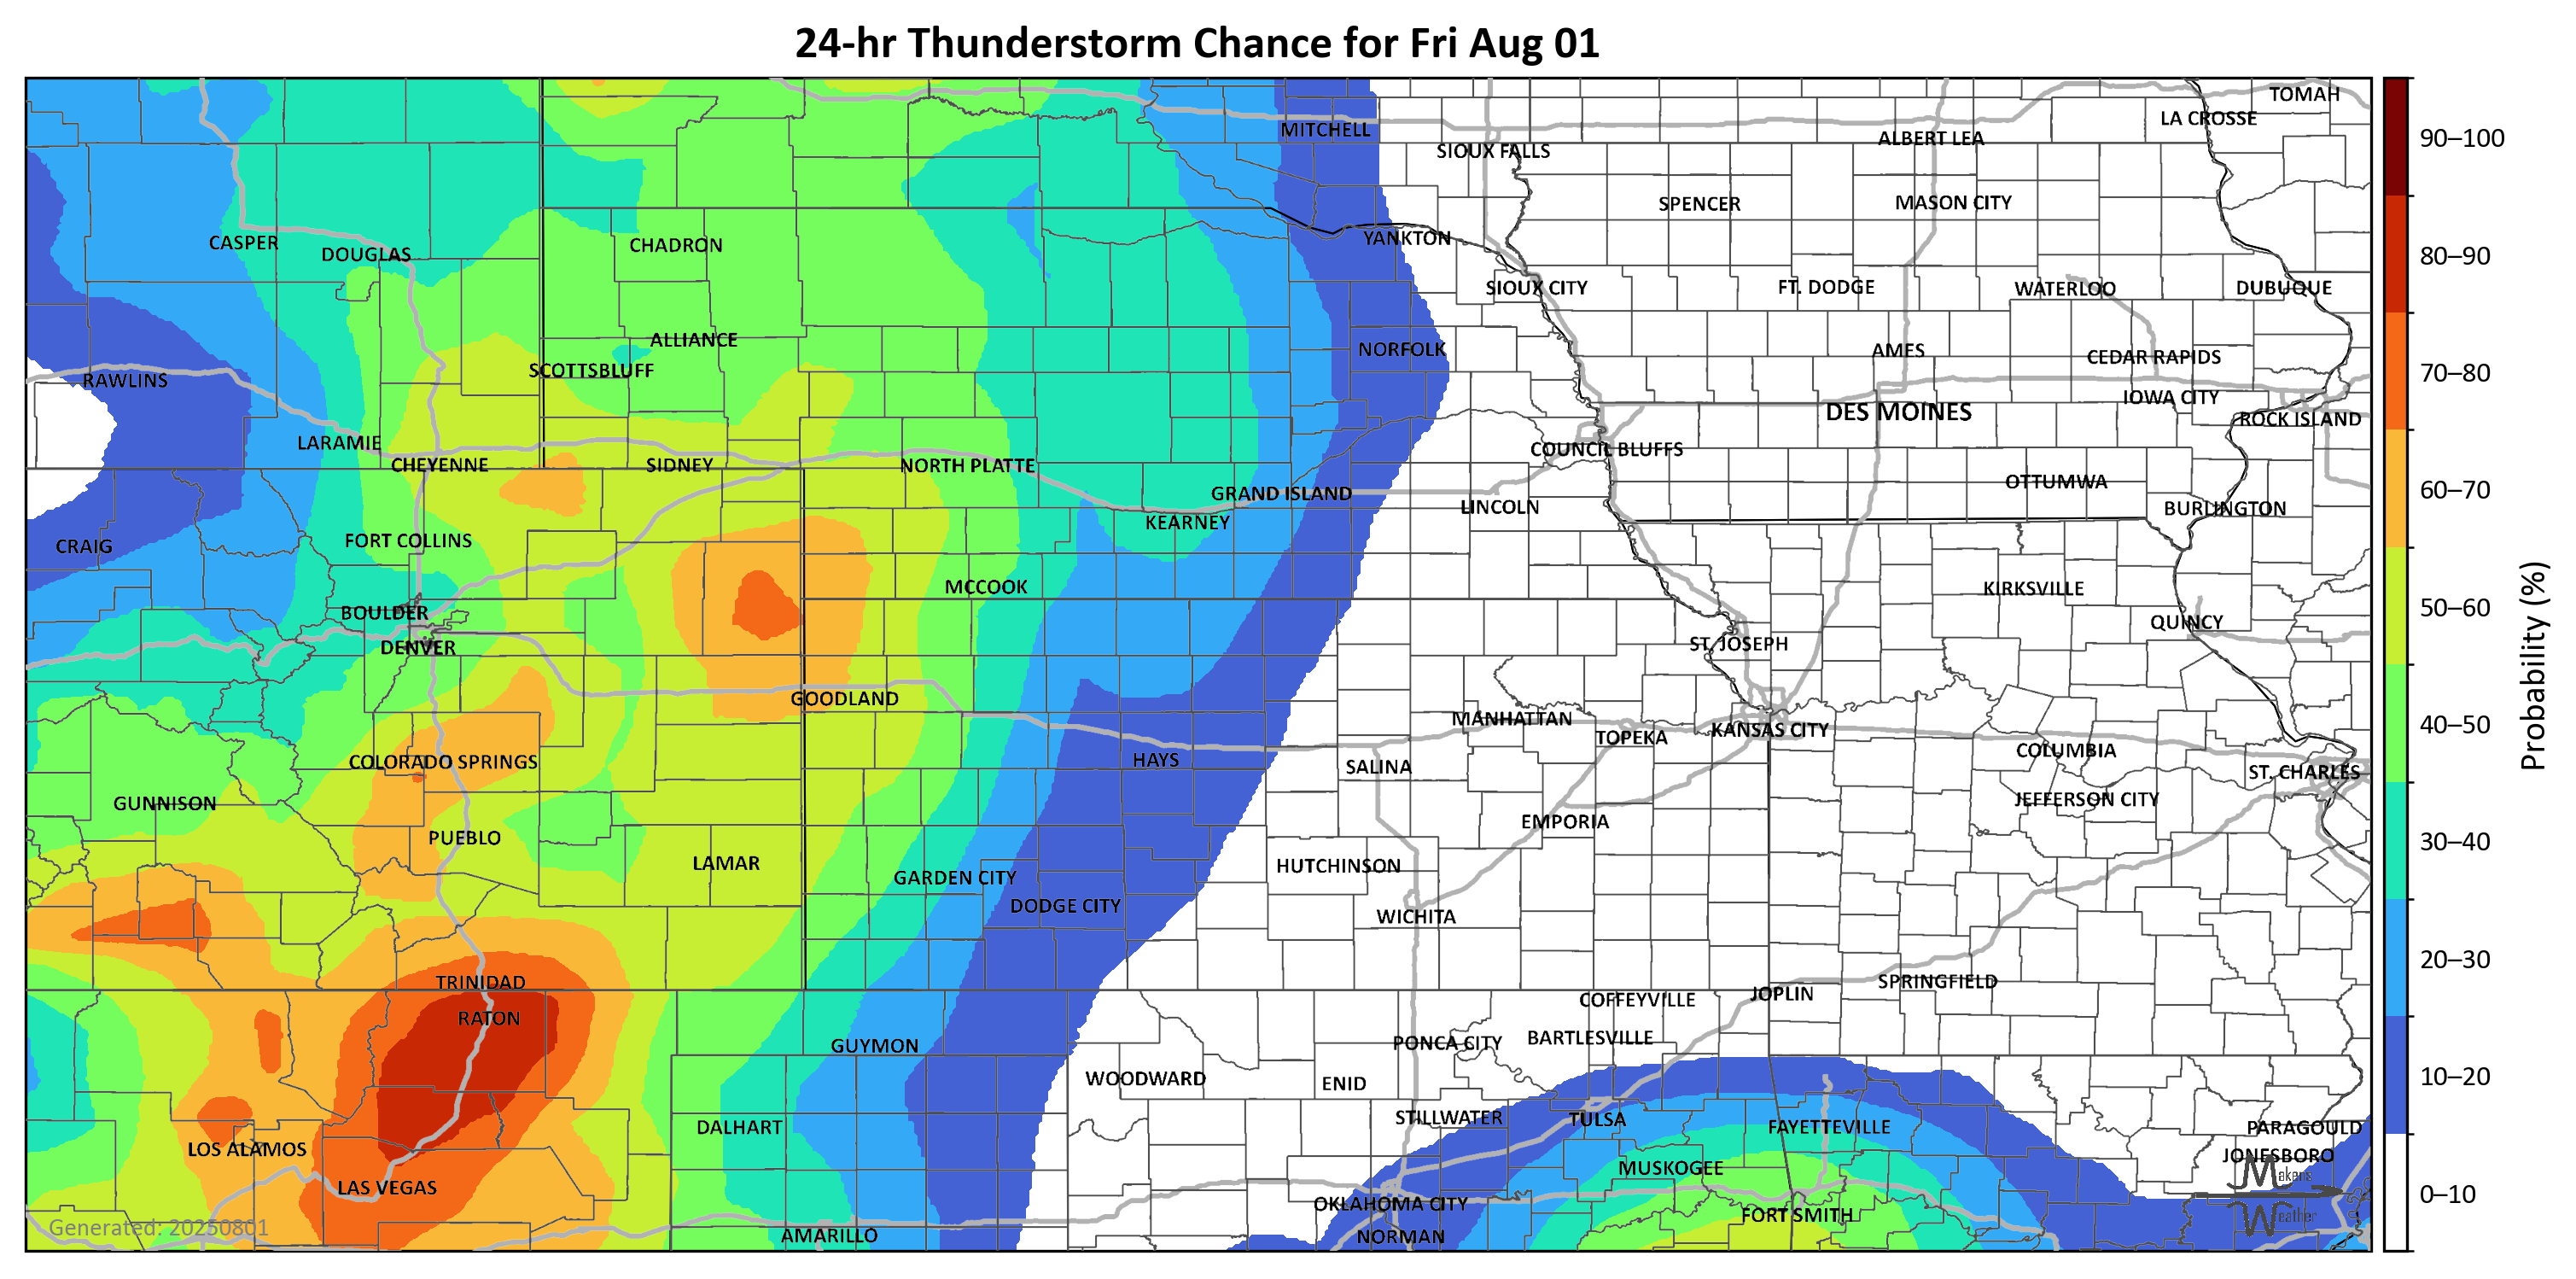 24-hr Thunderstorm Chance for Fri Aug 01
TOMAH
LA CROSSE
MITCHELL
ALBERT LEA
SIOUX FALLS
SPENCER
MASON CITY
CASPER
DOUGLAS
CHADRON
YANKTON
SIOUX CITY
FT. DODGE
WATERLOO
DUBUQUE
ALLIANCE
NORFOLK
AMES
CEDAR RAPIDS
RAWLINS
SCOTTSBLUFF
IOWA CITY
DES MOINES
ROCK ISLAND
LARAMIE
COUNCIL BLUFFS
CHEYENNE
SIDNEY
NORTH PLATTE
OTTUMWA
GRAND ISLAND
LINCOLN
BURLINGTON
KEARNEY
CRAIG
FORT COLLINS
MCCOOK
KIRKSVILLE
BOULDER
QUINCY
DENVER
ST. JOSEPH
GOODLAND
MANHATTAN
TOPEKA
KANSAS CITY
COLUMBIA
COLORADO SPRINGS
HAYS
SALINA
ST. CHARLES
GUNNISON
JEFFERSON CITY
PUEBLO
EMPORIA
LAMAR
HUTCHINSON
GARDEN CITY
DODGE CITY
WICHITA
TRINIDAD
SPRINGFIELD
JOPLIN
COFFEYVILLE
RATON
GUYMON
PONCA CITY
BARTLESVILLE
WOODWARD
ENID
STILLWATER
TULSA
DALHART
FAYETTEVILLE
PARAGOULD
LOS ALAMOS
JONESBORO
MUSKOGEE
LAS VEGAS
OKLAHOMA CITY
FORT SMITH
AMARILLO
NORMAN
Generated: 20250801
Makens
Weather
90–100
80–90
70–80
60–70
50–60
40–50
30–40
20–30
10–20
0–10
Probability (%)